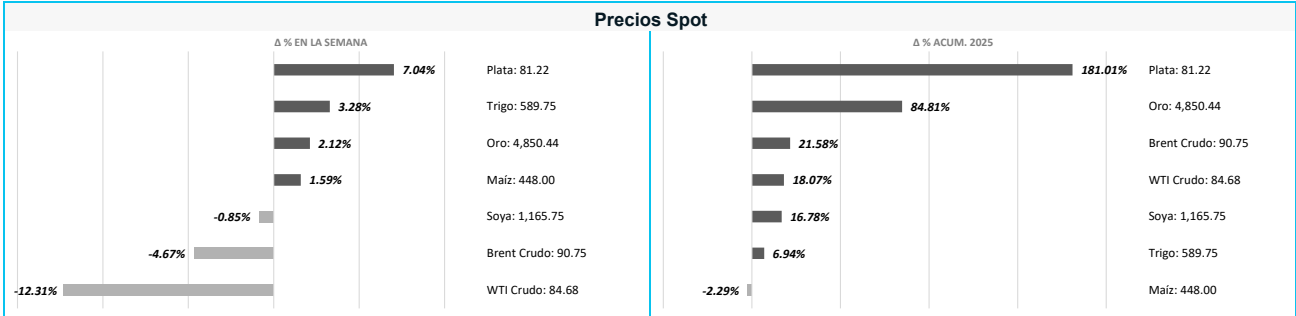 Precios Spot
Δ % EN LA SEMANA
7.04% Plata: 81.22
3.28% Trigo: 589.75
2.12% Oro: 4,850.44
1.59% Maíz: 448.00
-0.85% Soya: 1,165.75
-4.67% Brent Crudo: 90.75
-12.31% WTI Crudo: 84.68
Δ % ACUM. 2025
181.01% Plata: 81.22
84.81% Oro: 4,850.44
21.58% Brent Crudo: 90.75
18.07% WTI Crudo: 84.68
16.78% Soya: 1,165.75
6.94% Trigo: 589.75
-2.29% Maíz: 448.00